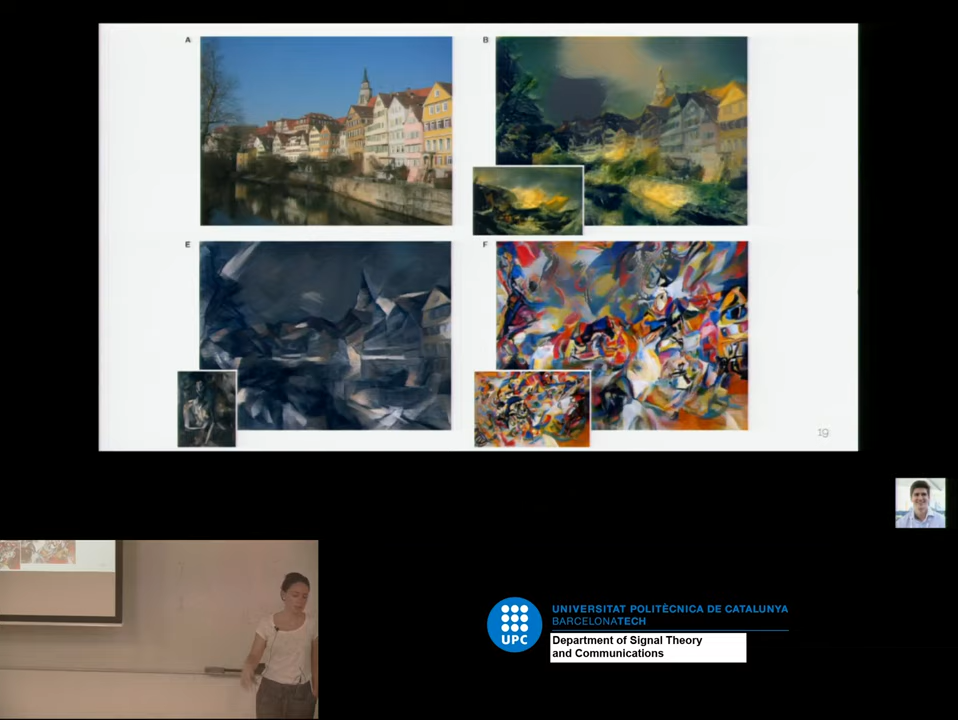 A
B
E
F
19
UPC
UNIVERSITAT POLITÈCNICA DE CATALUNYA
BARCELONATECH
Department of Signal Theory
and Communications